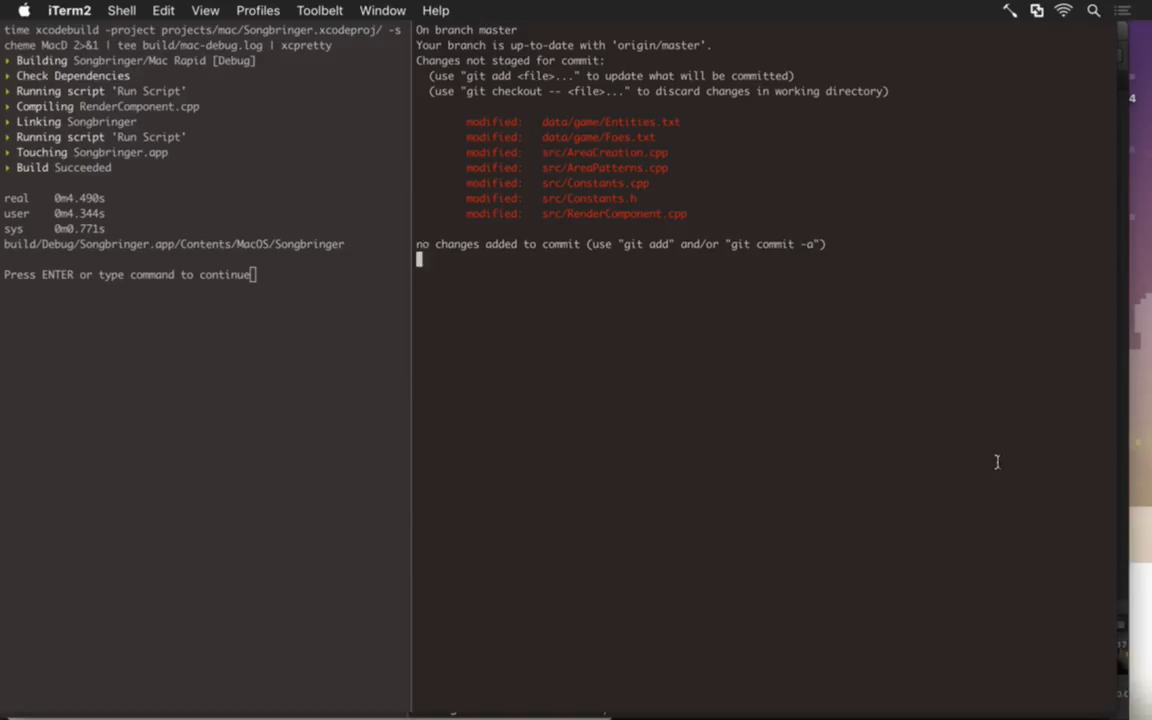 iTerm2 Shell Edit View Profiles Toolbelt Window Help
time xcodebuild -project projects/mac/Songbringer.xcodeproj/ -s
cheme MacD 2>&1 | tee build/mac-debug.log | xcpretty
Building Songbringer/Mac Rapid [Debug]
Check Dependencies
Running script 'Run Script'
Compiling RenderComponent.cpp
Linking Songbringer
Running script 'Run Script'
Touching Songbringer.app
Build Succeeded
real 0m4.490s
user 0m4.344s
sys 0m0.771s
build/Debug/Songbringer.app/Contents/MacOS/Songbringer
Press ENTER or type command to continue
On branch master
Your branch is up-to-date with 'origin/master'.
Changes not staged for commit:
(use "git add <file>..." to update what will be committed)
(use "git checkout -- <file>..." to discard changes in working directory)
modified: data/game/Entities.txt
modified: data/game/Foes.txt
modified: src/AreaCreation.cpp
modified: src/AreaPatterns.cpp
modified: src/Constants.cpp
modified: src/Constants.h
modified: src/RenderComponent.cpp
no changes added to commit (use "git add" and/or "git commit -a")
4